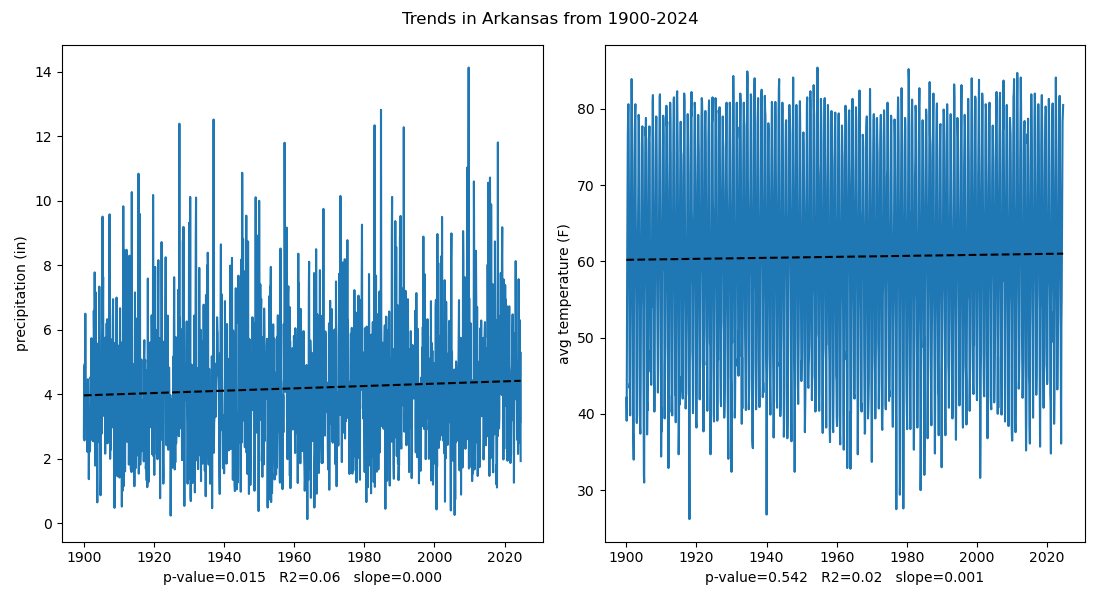 Trends in Arkansas from 1900-2024
precipitation (in)
14
12
10
8
6
4
2
0
1900 1920 1940 1960 1980 2000 2020
p-value=0.015 R2=0.06 slope=0.000
avg temperature (F)
80
70
60
50
40
30
1900 1920 1940 1960 1980 2000 2020
p-value=0.542 R2=0.02 slope=0.001